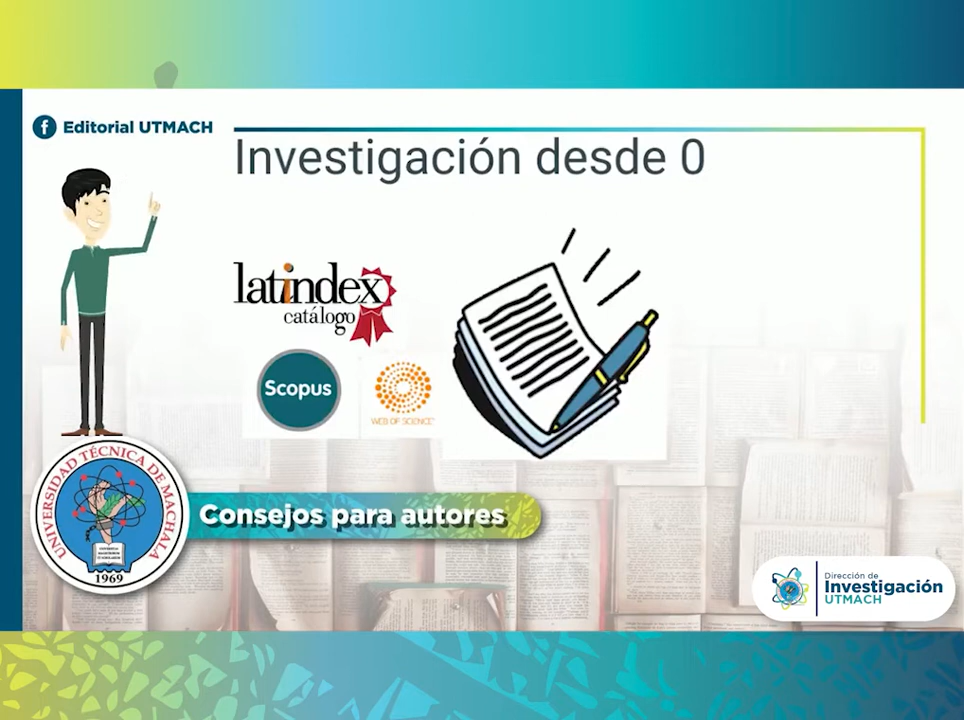 Editorial UTMACH
Investigación desde 0
latindex
catálogo
Scopus
WEB OF SCIENCE™
UNIVERSIDAD TÉCNICA DE MACHALA
1969
Consejos para autores
Dirección de
Investigación
UTMACH